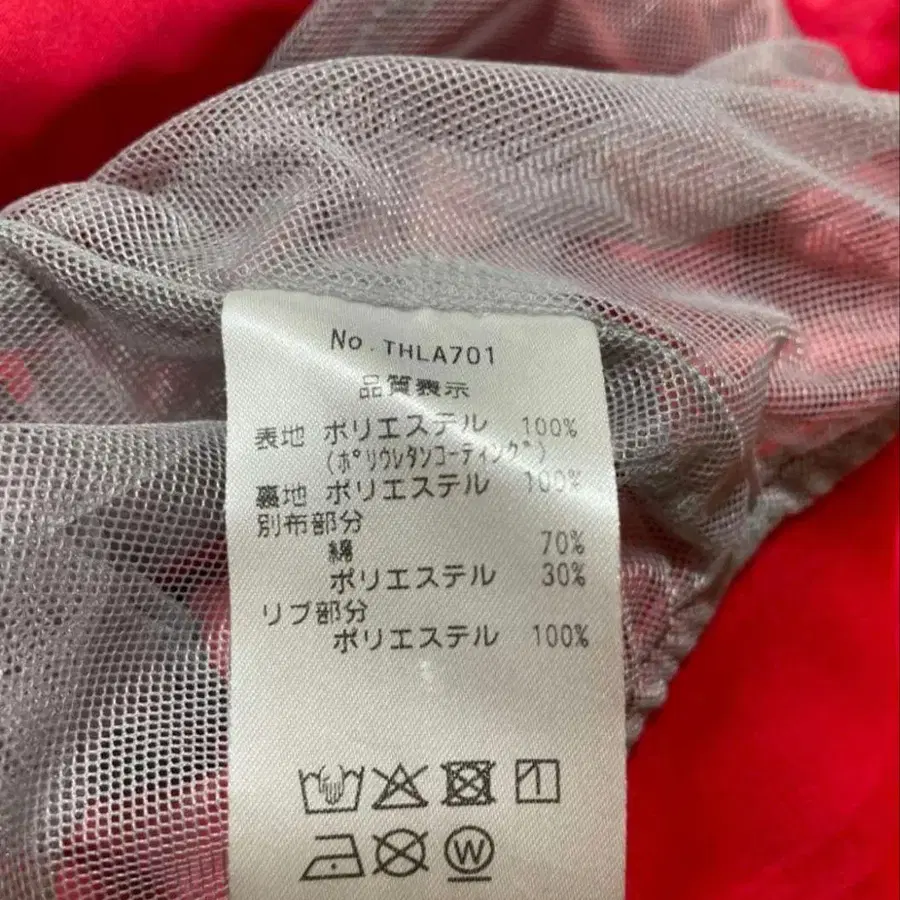 No.THLA701
品質表示
表地 ポリエステル 100%
(ポリウレタンコーティング)
裏地 ポリエステル 100%
別布部分
綿 70%
ポリエステル 30%
リブ部分
ポリエステル 100%
W